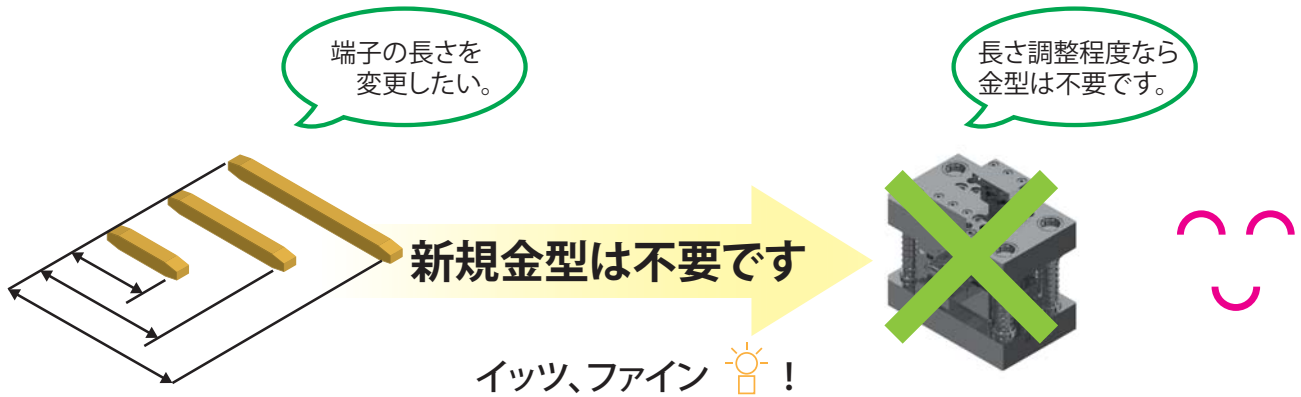 端子の長さを
変更したい。
長さ調整程度なら
金型は不要です。
新規金型は不要です
イッツ、ファイン !